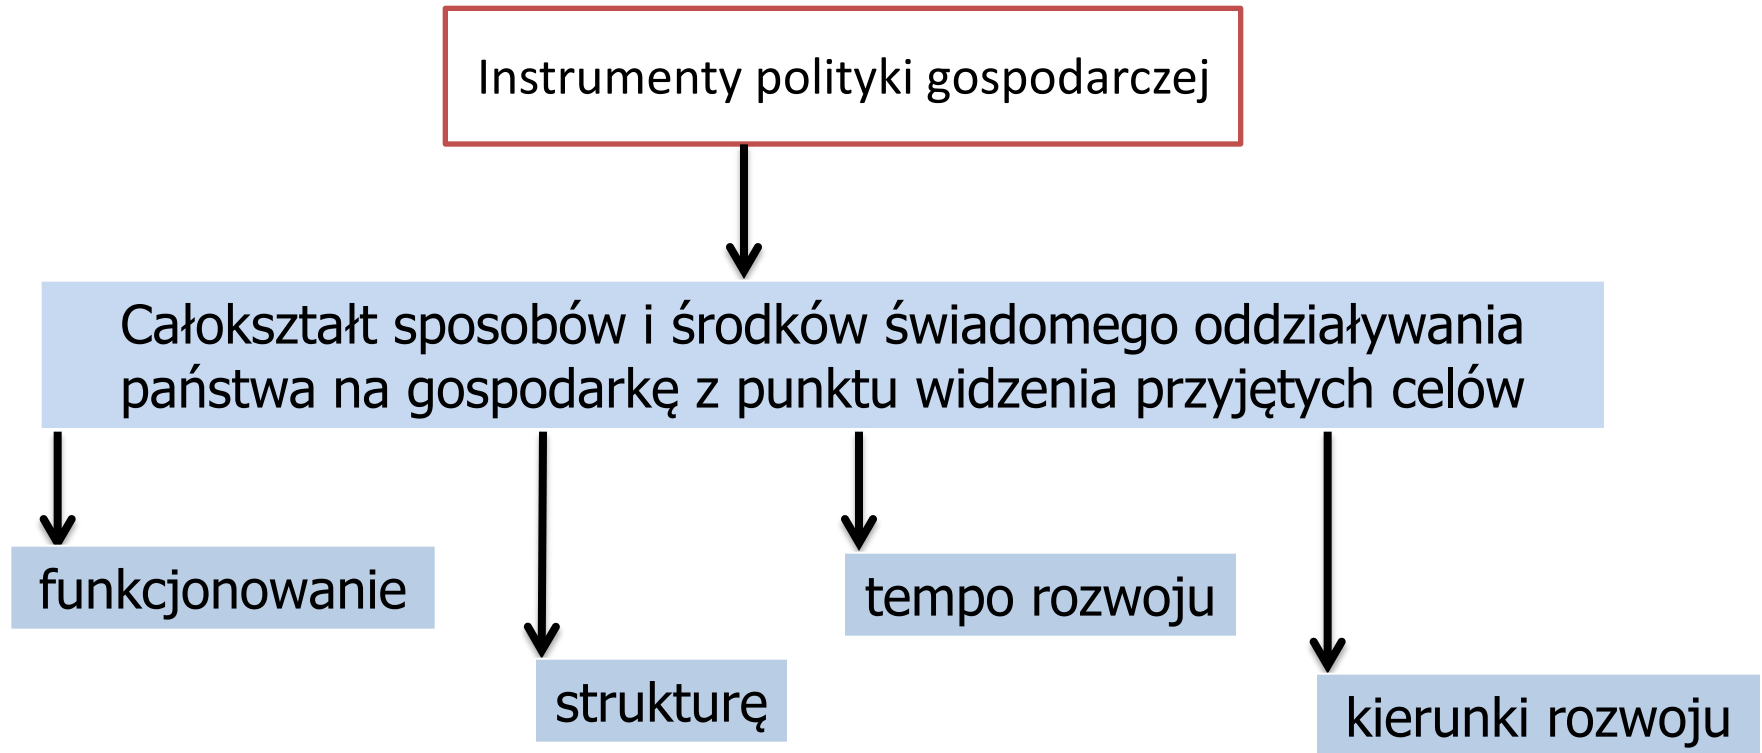 Instrumenty polityki gospodarczej
Całokształt sposobów i środków świadomego oddziaływania
państwa na gospodarkę z punktu widzenia przyjętych celów
funkcjonowanie
strukturę
tempo rozwoju
kierunki rozwoju